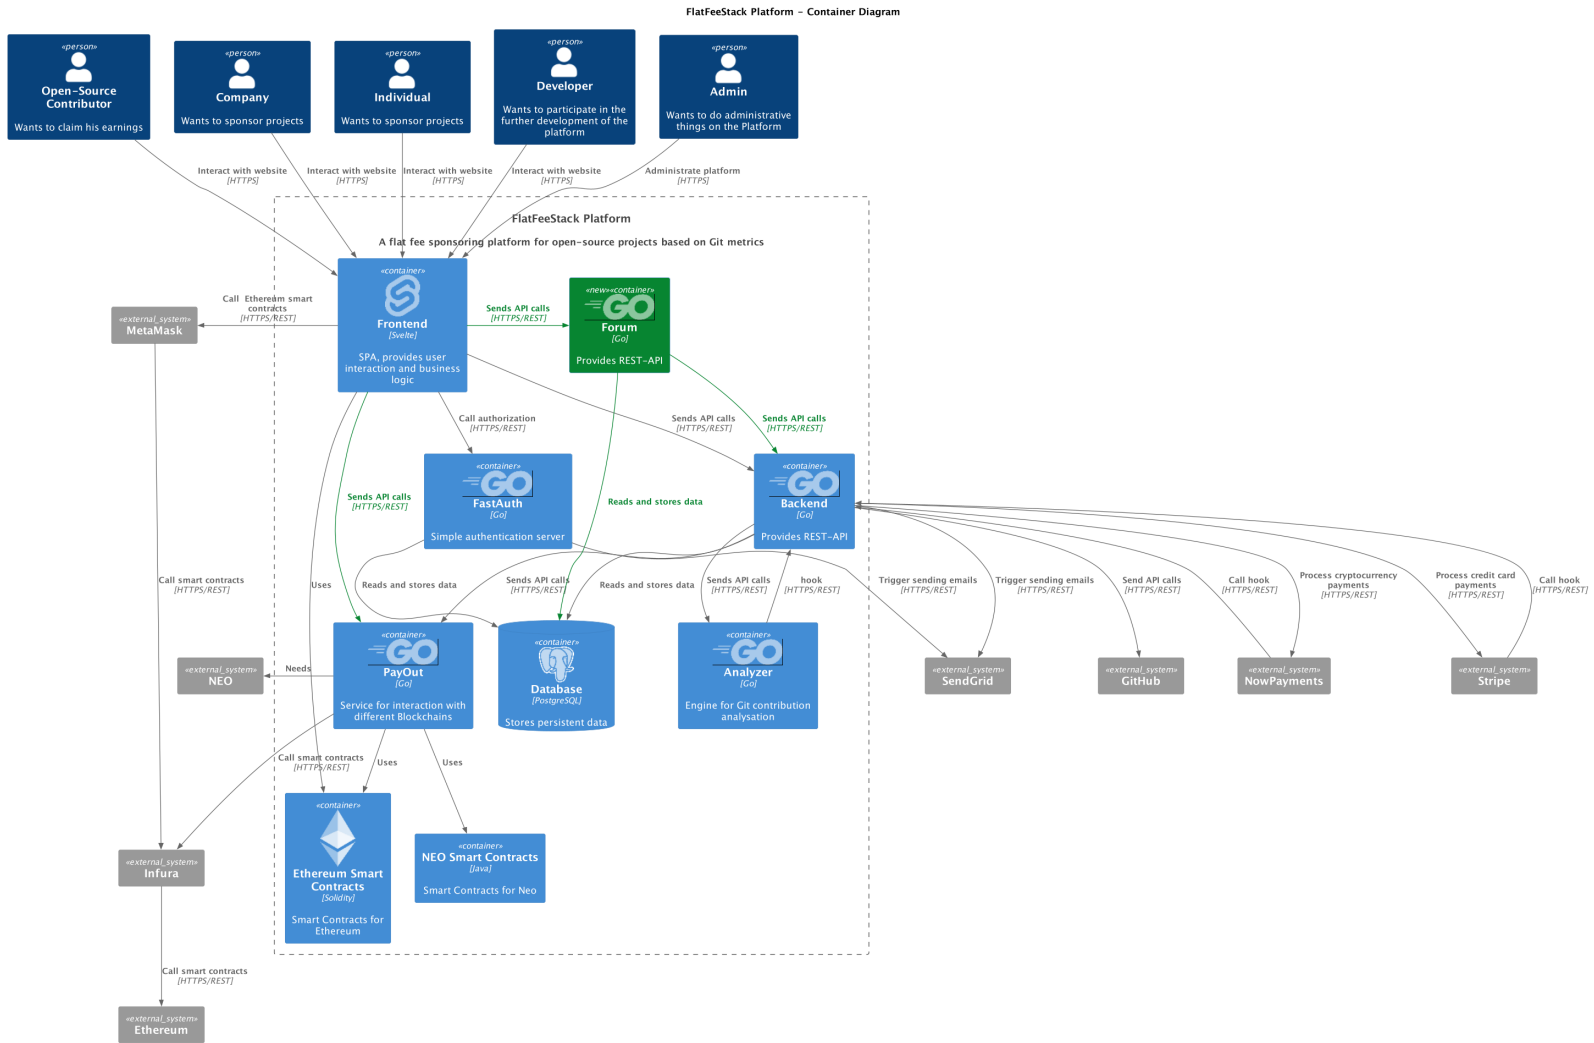 FlatFeeStack Platform - Container Diagram
«person»
Open-Source
Contributor
Wants to claim his earnings
«person»
Company
Wants to sponsor projects
«person»
Individual
Wants to sponsor projects
«person»
Developer
Wants to participate in the
further development of the
platform
«person»
Admin
Wants to do administrative
things on the Platform
Interact with website
[HTTPS]
Interact with website
[HTTPS]
Interact with website
[HTTPS]
Interact with website
[HTTPS]
Administrate platform
[HTTPS]
FlatFeeStack Platform
A flat fee sponsoring platform for open-source projects based on Git metrics
«container»
Frontend
[Svelte]
SPA, provides user
interaction and business
logic
«new»«container»
GO
Forum
[Go]
Provides REST-API
Call  Ethereum smart
contracts
[HTTPS/REST]
Sends API calls
[HTTPS/REST]
«external_system»
MetaMask
Call authorization
[HTTPS/REST]
Sends API calls
[HTTPS/REST]
Sends API calls
[HTTPS/REST]
«container»
GO
FastAuth
[Go]
Simple authentication server
«container»
GO
Backend
[Go]
Provides REST-API
Sends API calls
[HTTPS/REST]
Reads and stores data
Call smart contracts
[HTTPS/REST]
Uses
Reads and stores data
Sends API calls
[HTTPS/REST]
Reads and stores data
Sends API calls
[HTTPS/REST]
hook
[HTTPS/REST]
Trigger sending emails
[HTTPS/REST]
Trigger sending emails
[HTTPS/REST]
Send API calls
[HTTPS/REST]
Call hook
[HTTPS/REST]
Process cryptocurrency
payments
[HTTPS/REST]
Process credit card
payments
[HTTPS/REST]
Call hook
[HTTPS/REST]
«external_system»
NEO
Needs
«container»
GO
PayOut
[Go]
Service for interaction with
different Blockchains
«container»
Database
[PostgreSQL]
Stores persistent data
«container»
GO
Analyzer
[Go]
Engine for Git contribution
analysation
«external_system»
SendGrid
«external_system»
GitHub
«external_system»
NowPayments
«external_system»
Stripe
Call smart contracts
[HTTPS/REST]
Uses
Uses
«container»
Ethereum Smart
Contracts
[Solidity]
Smart Contracts for
Ethereum
«container»
NEO Smart Contracts
[Java]
Smart Contracts for Neo
«external_system»
Infura
Call smart contracts
[HTTPS/REST]
«external_system»
Ethereum